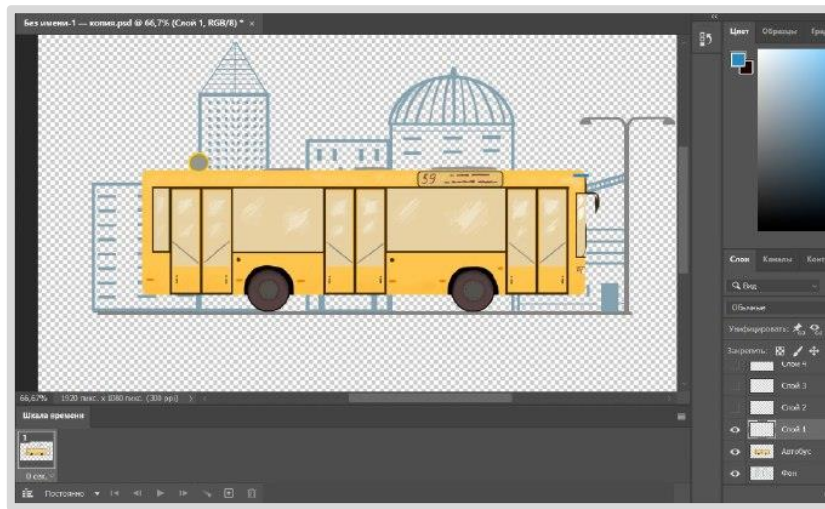 Без имени-1 — копия.psd @ 66,7% (Слой 1, RGB/8) * ×
Цвет Образцы Гра
59
Слои Каналы Конт
Вид
Обычные
Унифицировать:
Закрепить:
Слой 4
Слой 3
Слой 2
Слой 1
Автобус
Фон
66,67% 1920 пикс. x 1080 пикс. (300 ppi)
Шкала времени
1
0 сек.
Постоянно